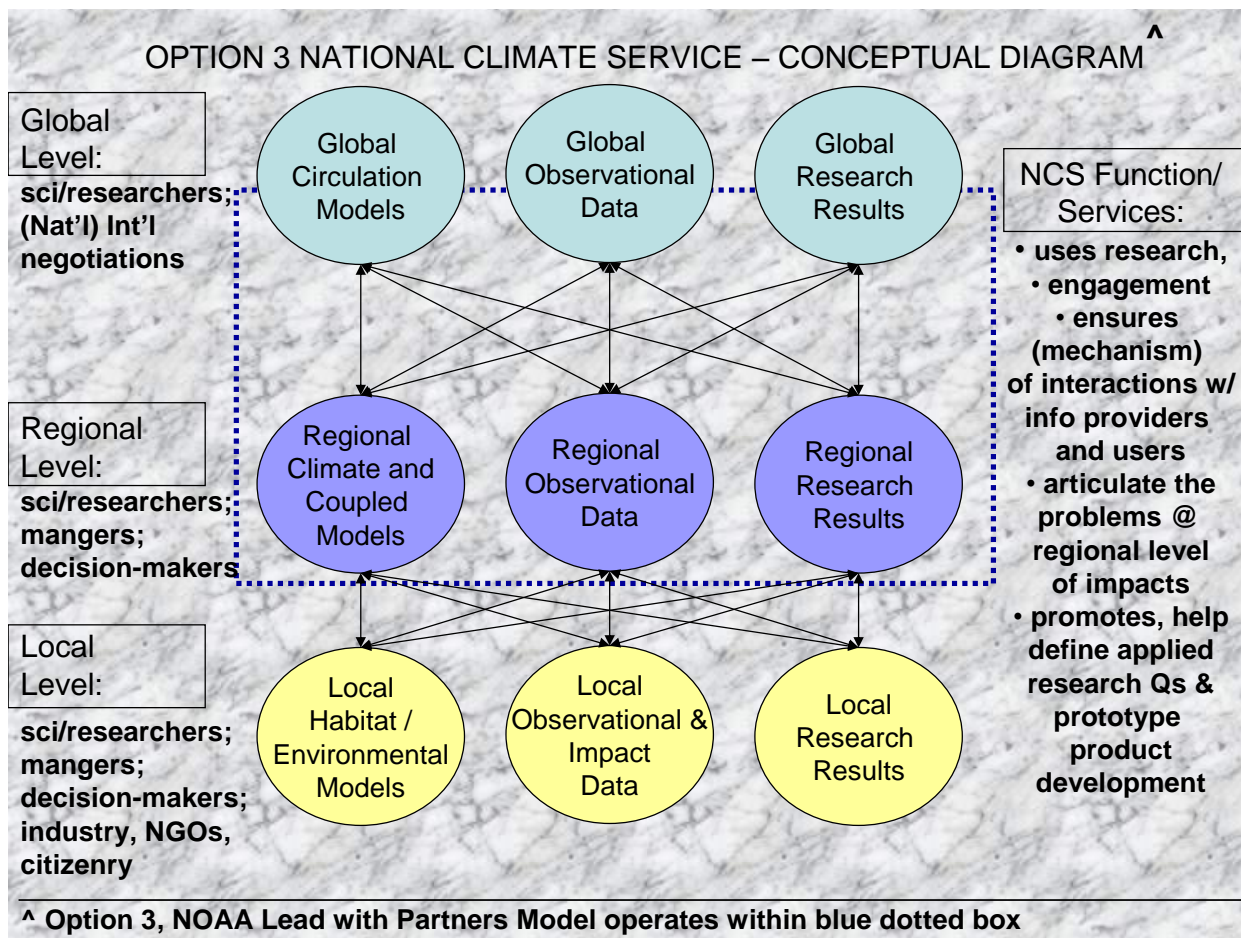 ^
OPTION 3 NATIONAL CLIMATE SERVICE – CONCEPTUAL DIAGRAM
Global
Level:
sci/researchers;
(Nat'l) Int'l
negotiations
Global
Circulation
Models
Global
Observational
Data
Global
Research
Results
NCS Function/
Services:
• uses research,
• engagement
• ensures
(mechanism)
of interactions w/
info providers
and users
• articulate the
problems @
regional level
of impacts
• promotes, help
define applied
research Qs &
prototype
product
development
Regional
Level:
sci/researchers;
mangers;
decision-makers
Regional
Climate and
Coupled
Models
Regional
Observational
Data
Regional
Research
Results
Local
Level:
sci/researchers;
mangers;
decision-makers;
industry, NGOs,
citizenry
Local
Habitat /
Environmental
Models
Local
Observational &
Impact
Data
Local
Research
Results
^ Option 3, NOAA Lead with Partners Model operates within blue dotted box